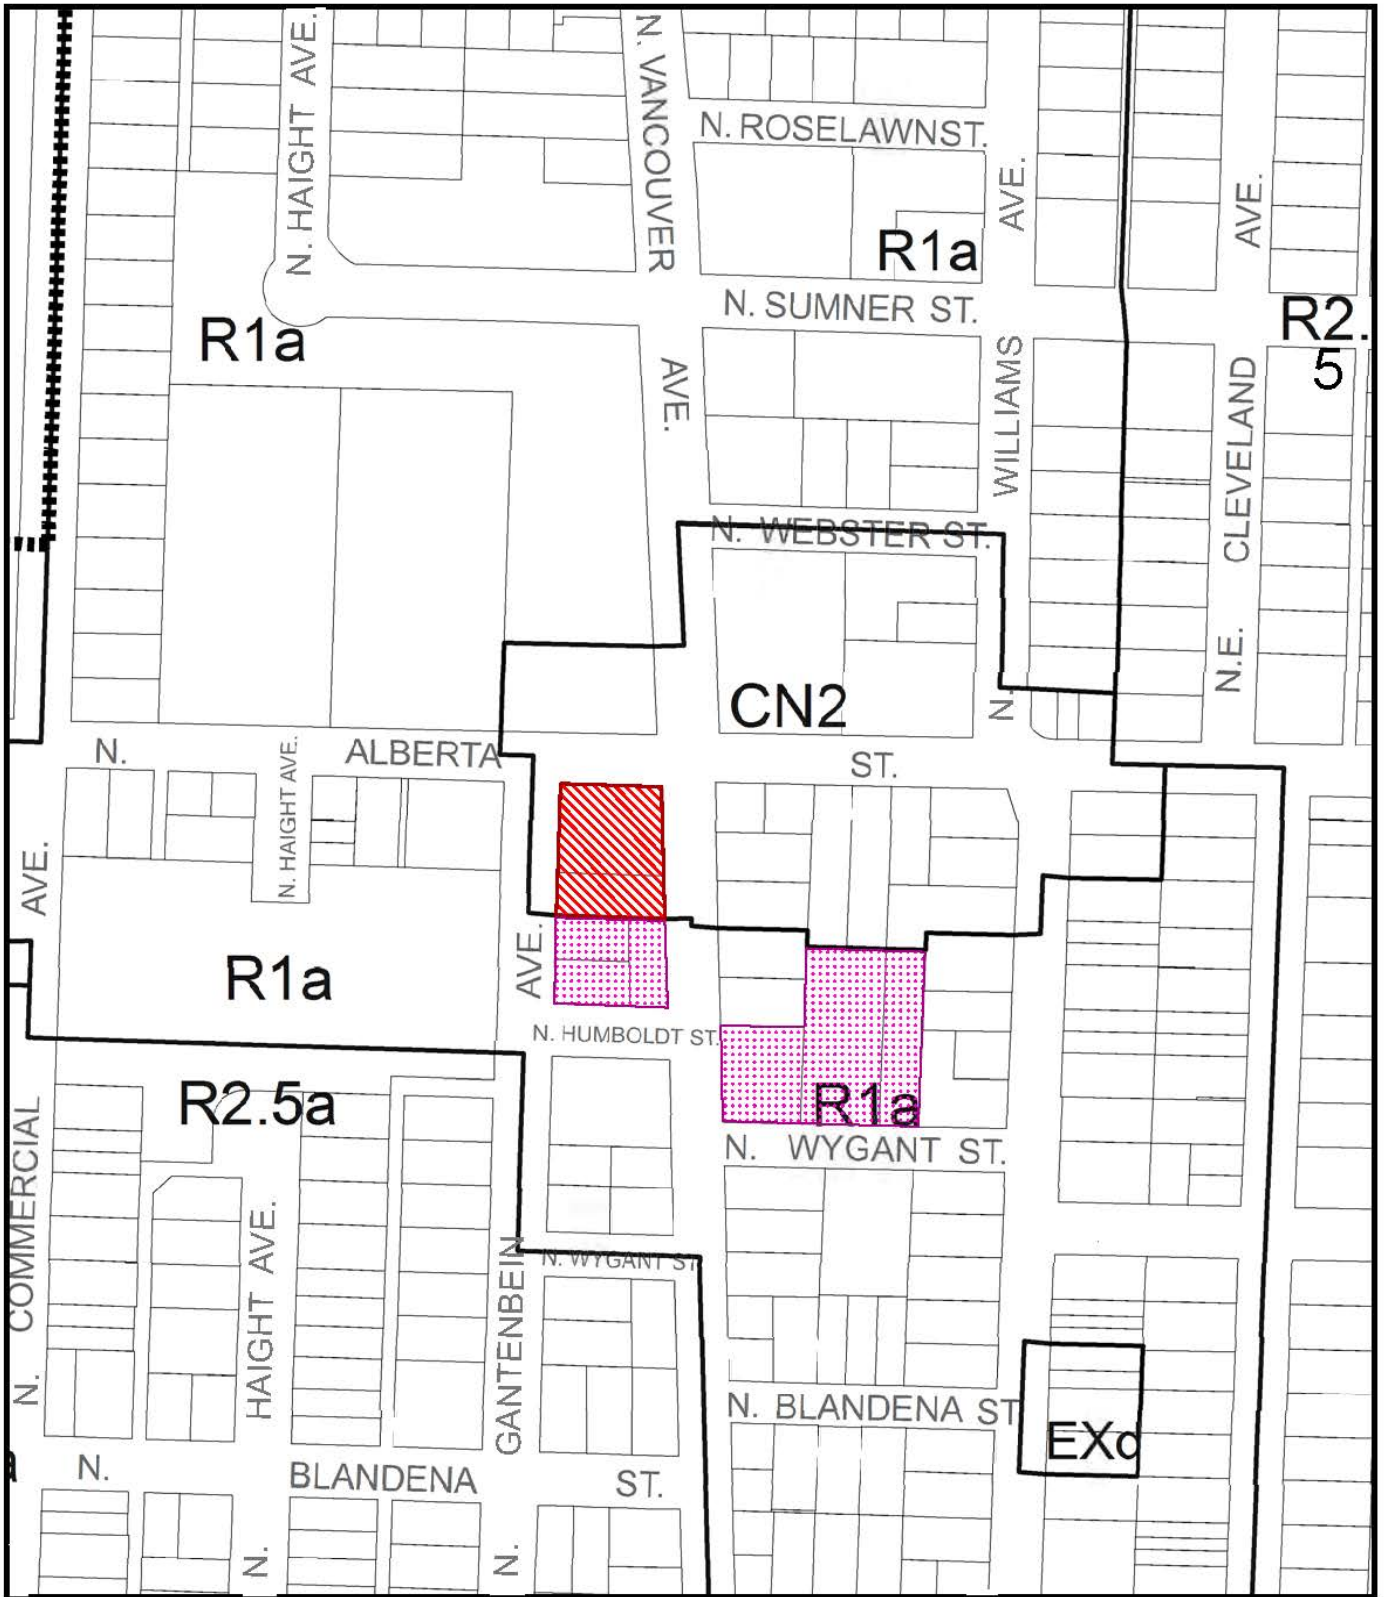 N. HAIGHT AVE.
N. VANCOUVER
N. ROSELAWNST.
AVE.
AVE.
R1a
N. SUMNER ST.
R1a
R2.
5
AVE.
WILLIAMS
CLEVELAND
N. WEBSTER ST.
N.E.
N.
CN2
N.
ALBERTA
ST.
N. HAIGHT AVE.
AVE.
AVE.
R1a
N. HUMBOLDT ST.
R2.5a
R1a
N. WYGANT ST.
COMMERCIAL
HAIGHT AVE.
GANTENBEIN
N. WYGANT ST
N.
N. BLANDENA ST
EXd
a
N.
BLANDENA
ST.
N.
N.